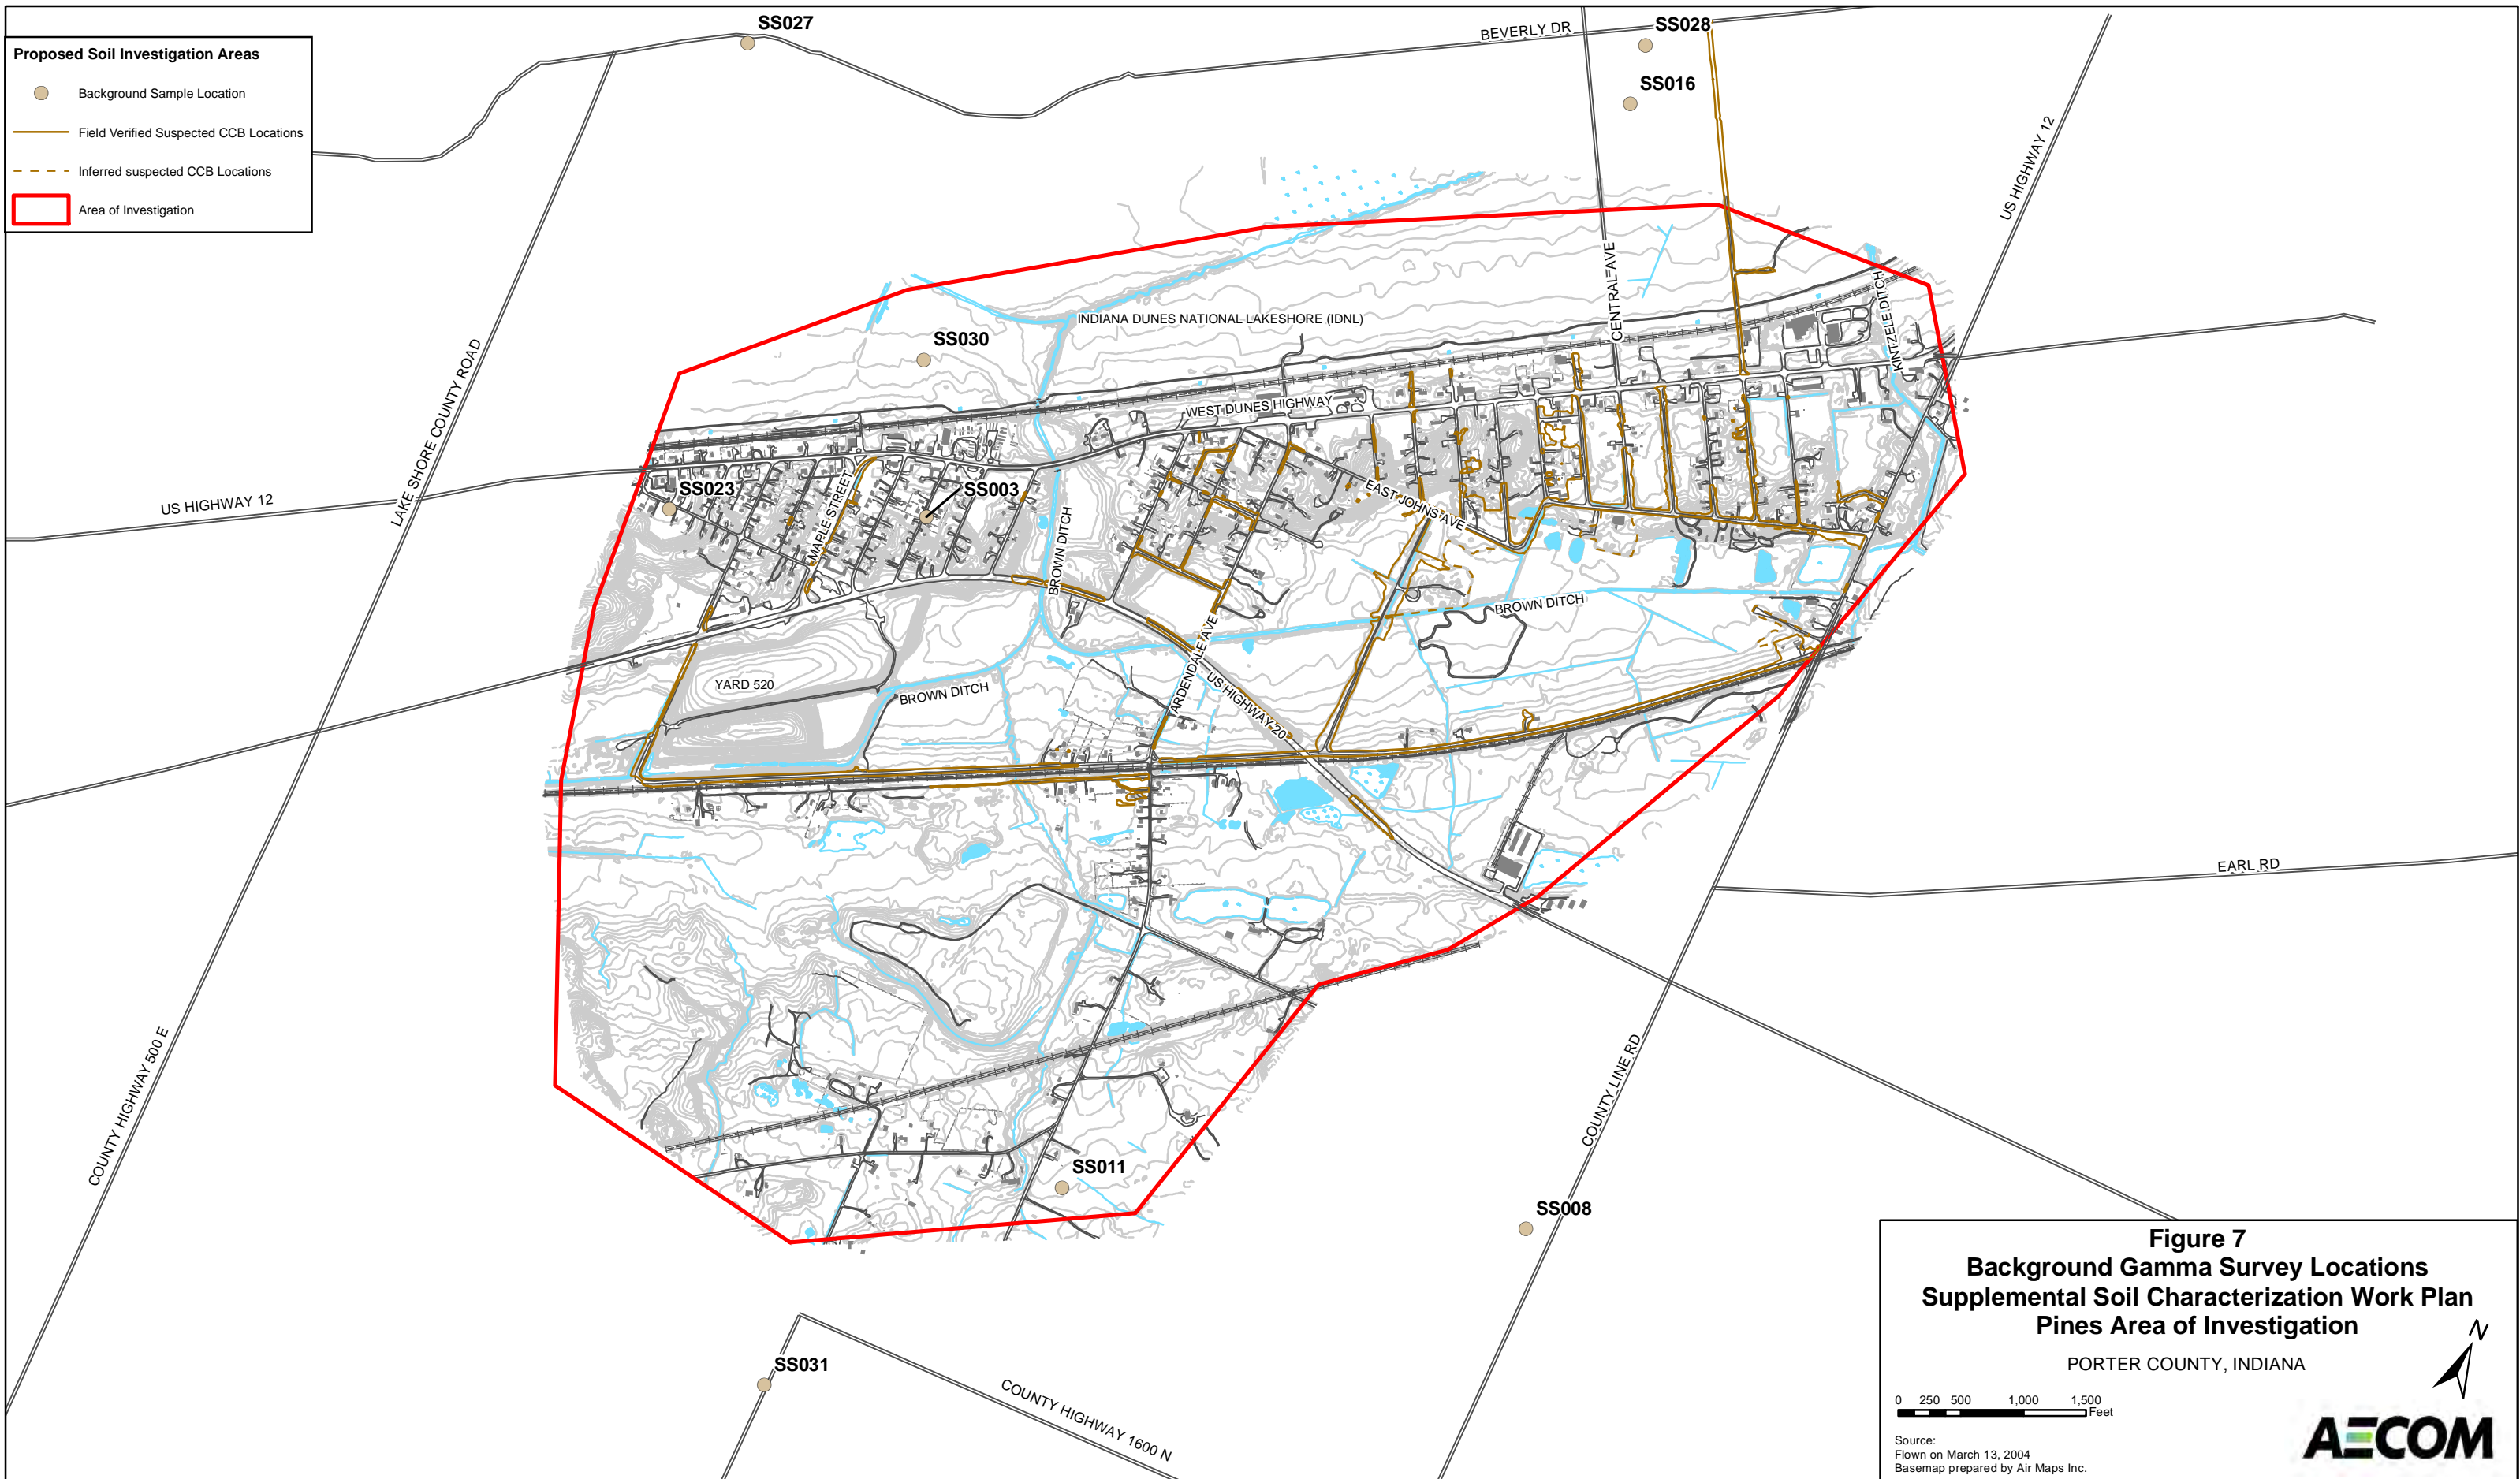 Proposed Soil Investigation Areas
Background Sample Location
Field Verified Suspected CCB Locations
Inferred suspected CCB Locations
Area of Investigation
SS027
BEVERLY DR
SS028
SS016
US HIGHWAY 12
CENTRAL AVE
KINTZELE DITCH
INDIANA DUNES NATIONAL LAKESHORE (IDNL)
SS030
LAKE SHORE COUNTY ROAD
WEST DUNES HIGHWAY
US HIGHWAY 12
SS023
MAPLE STREET
SS003
EAST JOHNS AVE
BROWN DITCH
BROWN DITCH
ARDENDALE AVE
YARD 520
BROWN DITCH
US HIGHWAY 20
EARL RD
COUNTY HIGHWAY 500 E
COUNTY LINE RD
SS011
SS008
SS031
COUNTY HIGHWAY 1600 N
Figure 7
Background Gamma Survey Locations
Supplemental Soil Characterization Work Plan
Pines Area of Investigation
N
PORTER COUNTY, INDIANA
0 250 500 1,000 1,500
Feet
Source:
Flown on March 13, 2004
Basemap prepared by Air Maps Inc.
AECOM